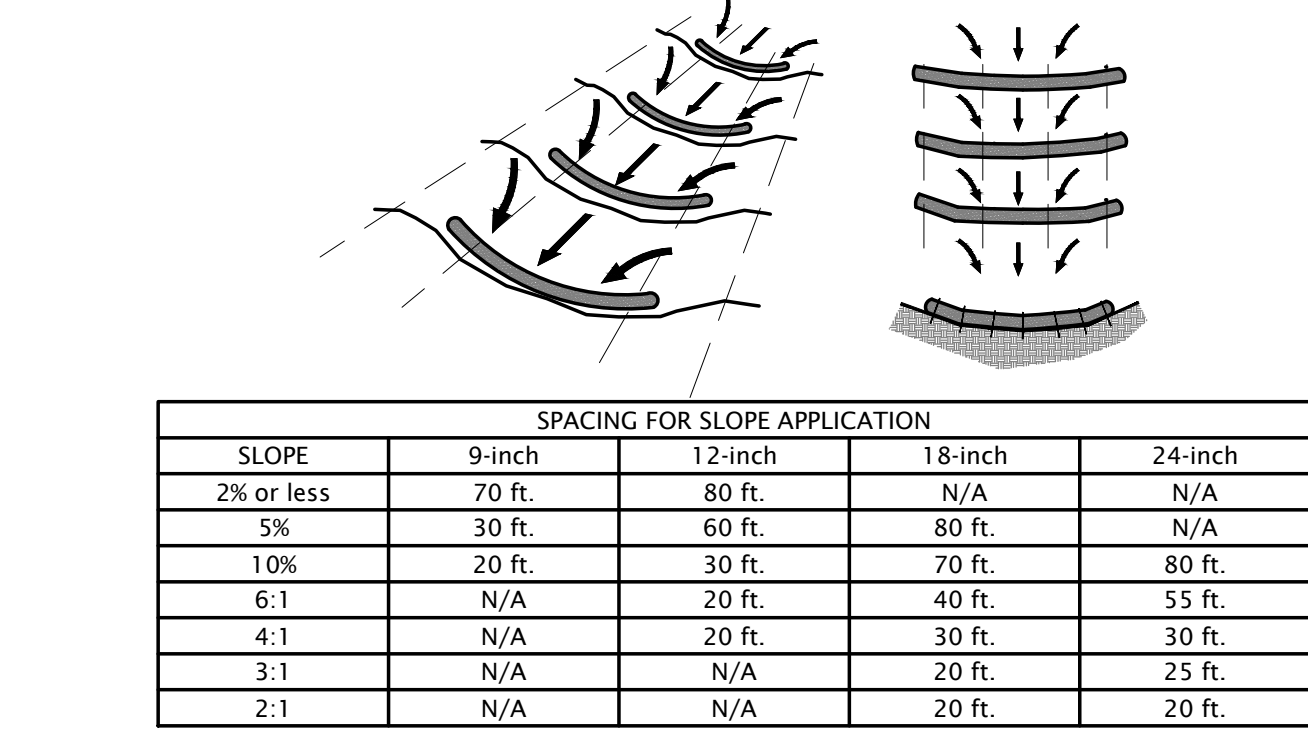 SPACING FOR SLOPE APPLICATION
SLOPE 9-inch 12-inch 18-inch 24-inch
2% or less 70 ft. 80 ft. N/A N/A
5% 30 ft. 60 ft. 80 ft. N/A
10% 20 ft. 30 ft. 70 ft. 80 ft.
6:1 N/A 20 ft. 40 ft. 55 ft.
4:1 N/A 20 ft. 30 ft. 30 ft.
3:1 N/A N/A 20 ft. 25 ft.
2:1 N/A N/A 20 ft. 20 ft.